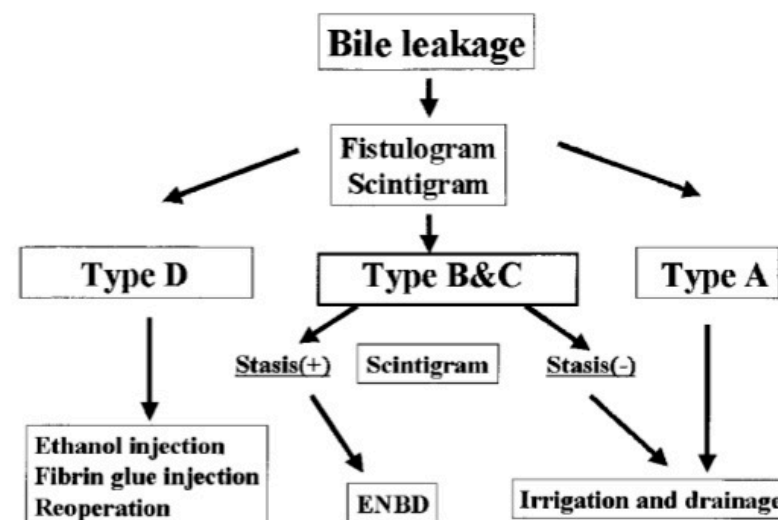 Bile leakage
Fistulogram
Scintigram
Type D
Type B&C
Type A
Stasis(+)
Scintigram
Stasis(-)
Ethanol injection
Fibrin glue injection
Reoperation
ENBD
Irrigation and drainage